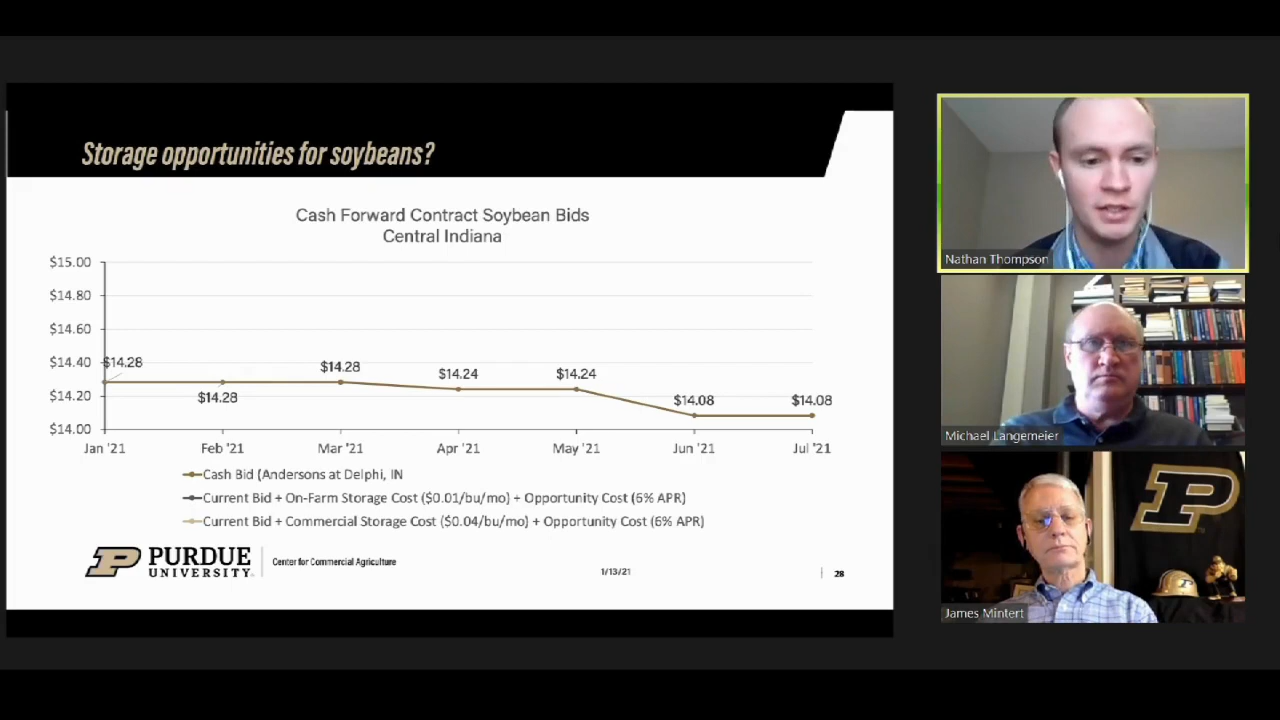 Storage opportunities for soybeans?
Cash Forward Contract Soybean Bids
Central Indiana
$15.00
$14.80
$14.60
$14.40
$14.20
$14.00
$14.28
$14.28
$14.28
$14.24
$14.24
$14.08
$14.08
Jan '21
Feb '21
Mar '21
Apr '21
May '21
Jun '21
Jul '21
Cash Bid (Andersons at Delphi, IN
Current Bid + On-Farm Storage Cost ($0.01/bu/mo) + Opportunity Cost (6% APR)
Current Bid + Commercial Storage Cost ($0.04/bu/mo) + Opportunity Cost (6% APR)
P PURDUE
UNIVERSITY.
Center for Commercial Agriculture
1/13/21
28
Nathan Thompson
Michael Langemeier
P
P
James Mintert